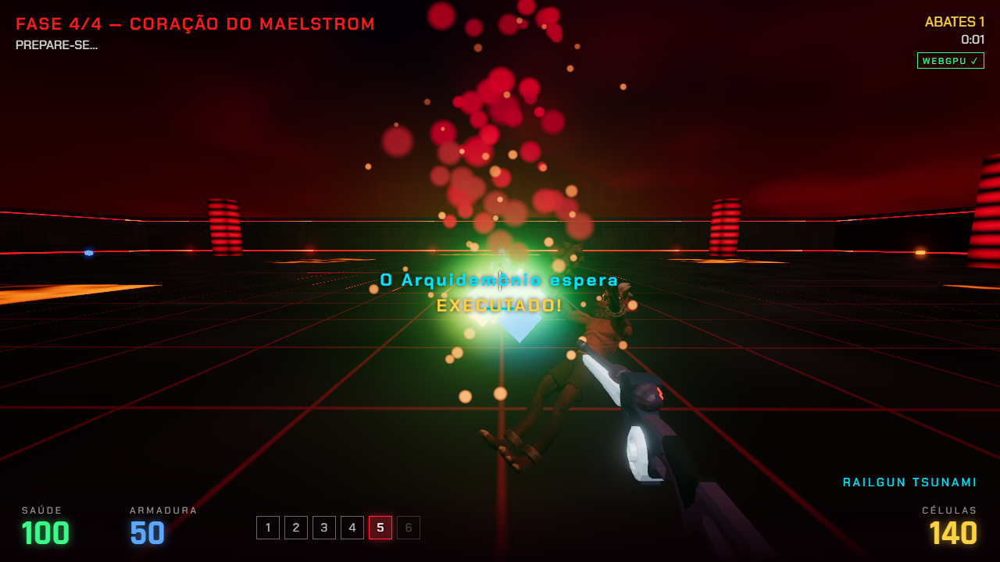 FASE 4/4 — CORAÇÃO DO MAELSTROM
PREPARE-SE...
ABATES 1
0:01
WEBGPU ✓
O Arquidemônio espera
EXECUTADO!
RAILGUN TSUNAMI
SAÚDE
100
ARMADURA
50
1 2 3 4 5 6
CÉLULAS
140